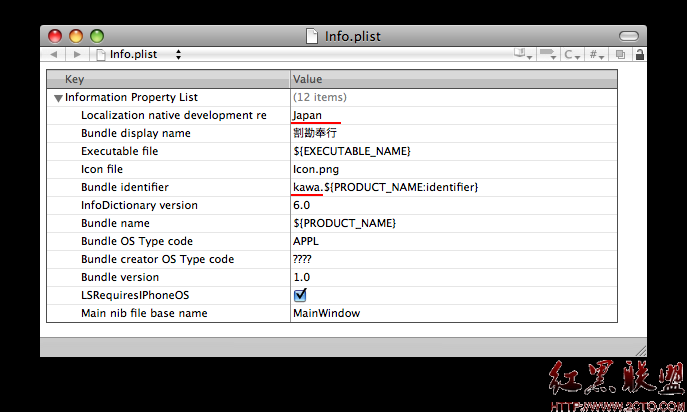 Info.plist
Info.plist
C
#
Key Value
Information Property List (12 items)
Localization native development re Japan
Bundle display name 割勘奉行
Executable file ${EXECUTABLE_NAME}
Icon file Icon.png
Bundle identifier kawa.${PRODUCT_NAME:identifier}
InfoDictionary version 6.0
Bundle name ${PRODUCT_NAME}
Bundle OS Type code APPL
Bundle creator OS Type code ????
Bundle version 1.0
LSRequiresIPhoneOS
Main nib file base name MainWindow
红黑联盟
HTTP://WWW.2CTO.COM